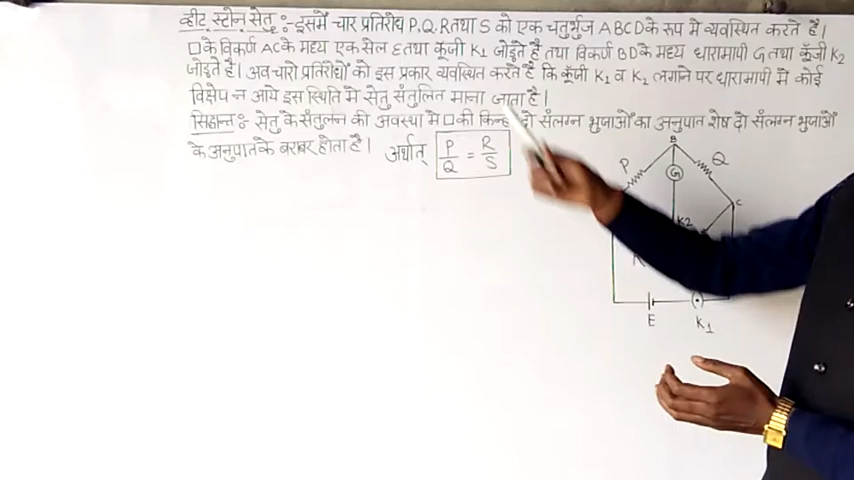 व्हीट स्टोन सेतु :- इसमें चार प्रतिरोध P,Q, R तथा S को एक चतुर्भुज ABCD के रूप मे व्यवस्थित करते है।
□ के विकर्ण AC के मध्य एक सेल E तथा कूँजी K1 जोड़ते है तथा विकर्ण BD के मध्य धारामापी G तथा कूँजी K2
जोड़ते है। अब चारो प्रतिरोधों को इस प्रकार व्यवस्थित करते है कि कूँजी K1 व K2 लगाने पर धारामापी मे कोई
विक्षेप न आये इस स्थिति मे सेतु संतुलित माना जाता है।
सिद्धान्त :- सेतु के संतुलन की अवस्था मे □ की किन्ही दो संलग्न भुजाओं का अनुपात शेष दो संलग्न भुजाओं
के अनुपात के बराबर होता है। अर्थात् P/Q = R/S
B
P Q
G
C
K2
R
E K1